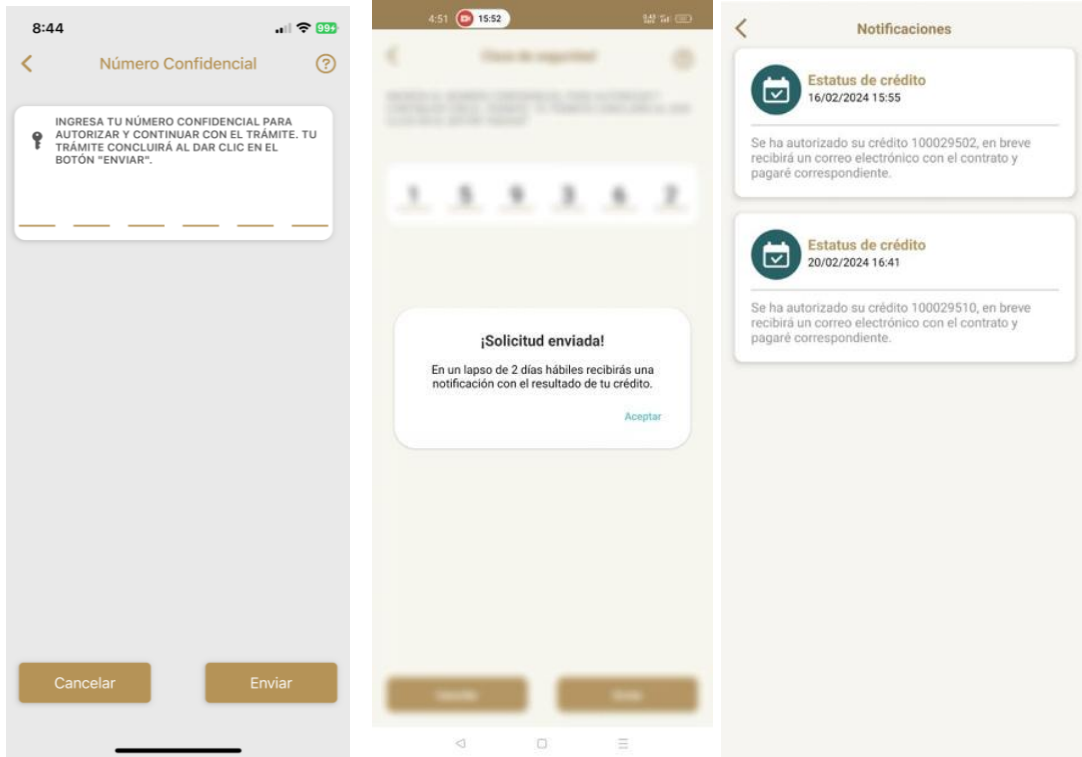 8:44
99+
Número Confidencial
?
INGRESA TU NÚMERO CONFIDENCIAL PARA
AUTORIZAR Y CONTINUAR CON EL TRÁMITE. TU
TRÁMITE CONCLUIRÁ AL DAR CLIC EN EL
BOTÓN "ENVIAR".
Cancelar
Enviar
4:51
15:52
¡Solicitud enviada!
En un lapso de 2 días hábiles recibirás una
notificación con el resultado de tu crédito.
Aceptar
Notificaciones
Estatus de crédito
16/02/2024 15:55
Se ha autorizado su crédito 100029502, en breve
recibirá un correo electrónico con el contrato y
pagaré correspondiente.
Estatus de crédito
20/02/2024 16:41
Se ha autorizado su crédito 100029510, en breve
recibirá un correo electrónico con el contrato y
pagaré correspondiente.